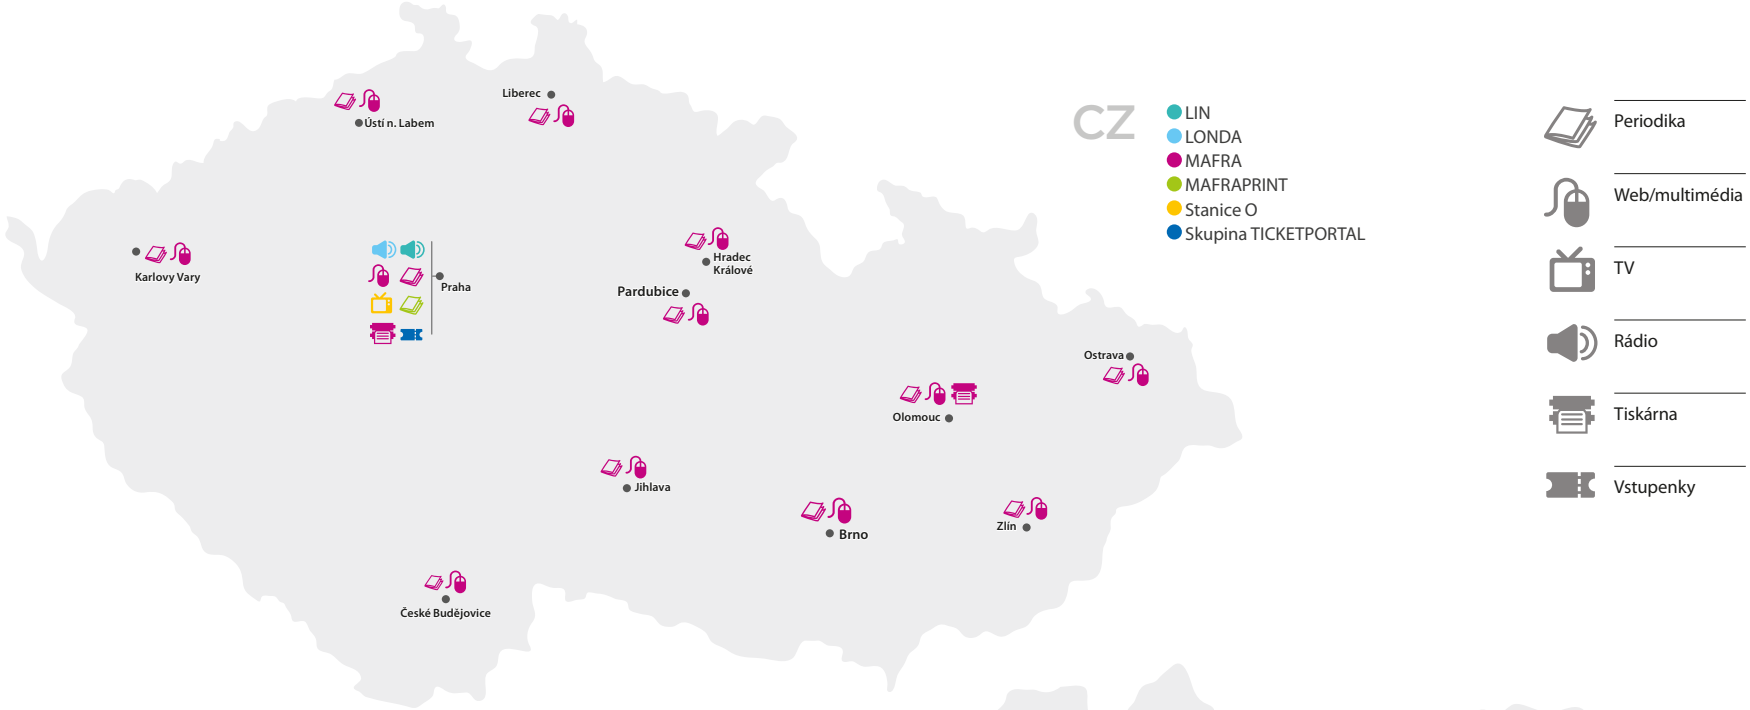 Liberec
Ústí n. Labem
Karlovy Vary
Praha
Hradec
Králové
Pardubice
Ostrava
Olomouc
Jihlava
Brno
Zlín
České Budějovice
CZ
LIN
LONDA
MAFRA
MAFRAPRINT
Stanice O
Skupina TICKETPORTAL
Periodika
Web/multimédia
TV
Rádio
Tiskárna
Vstupenky